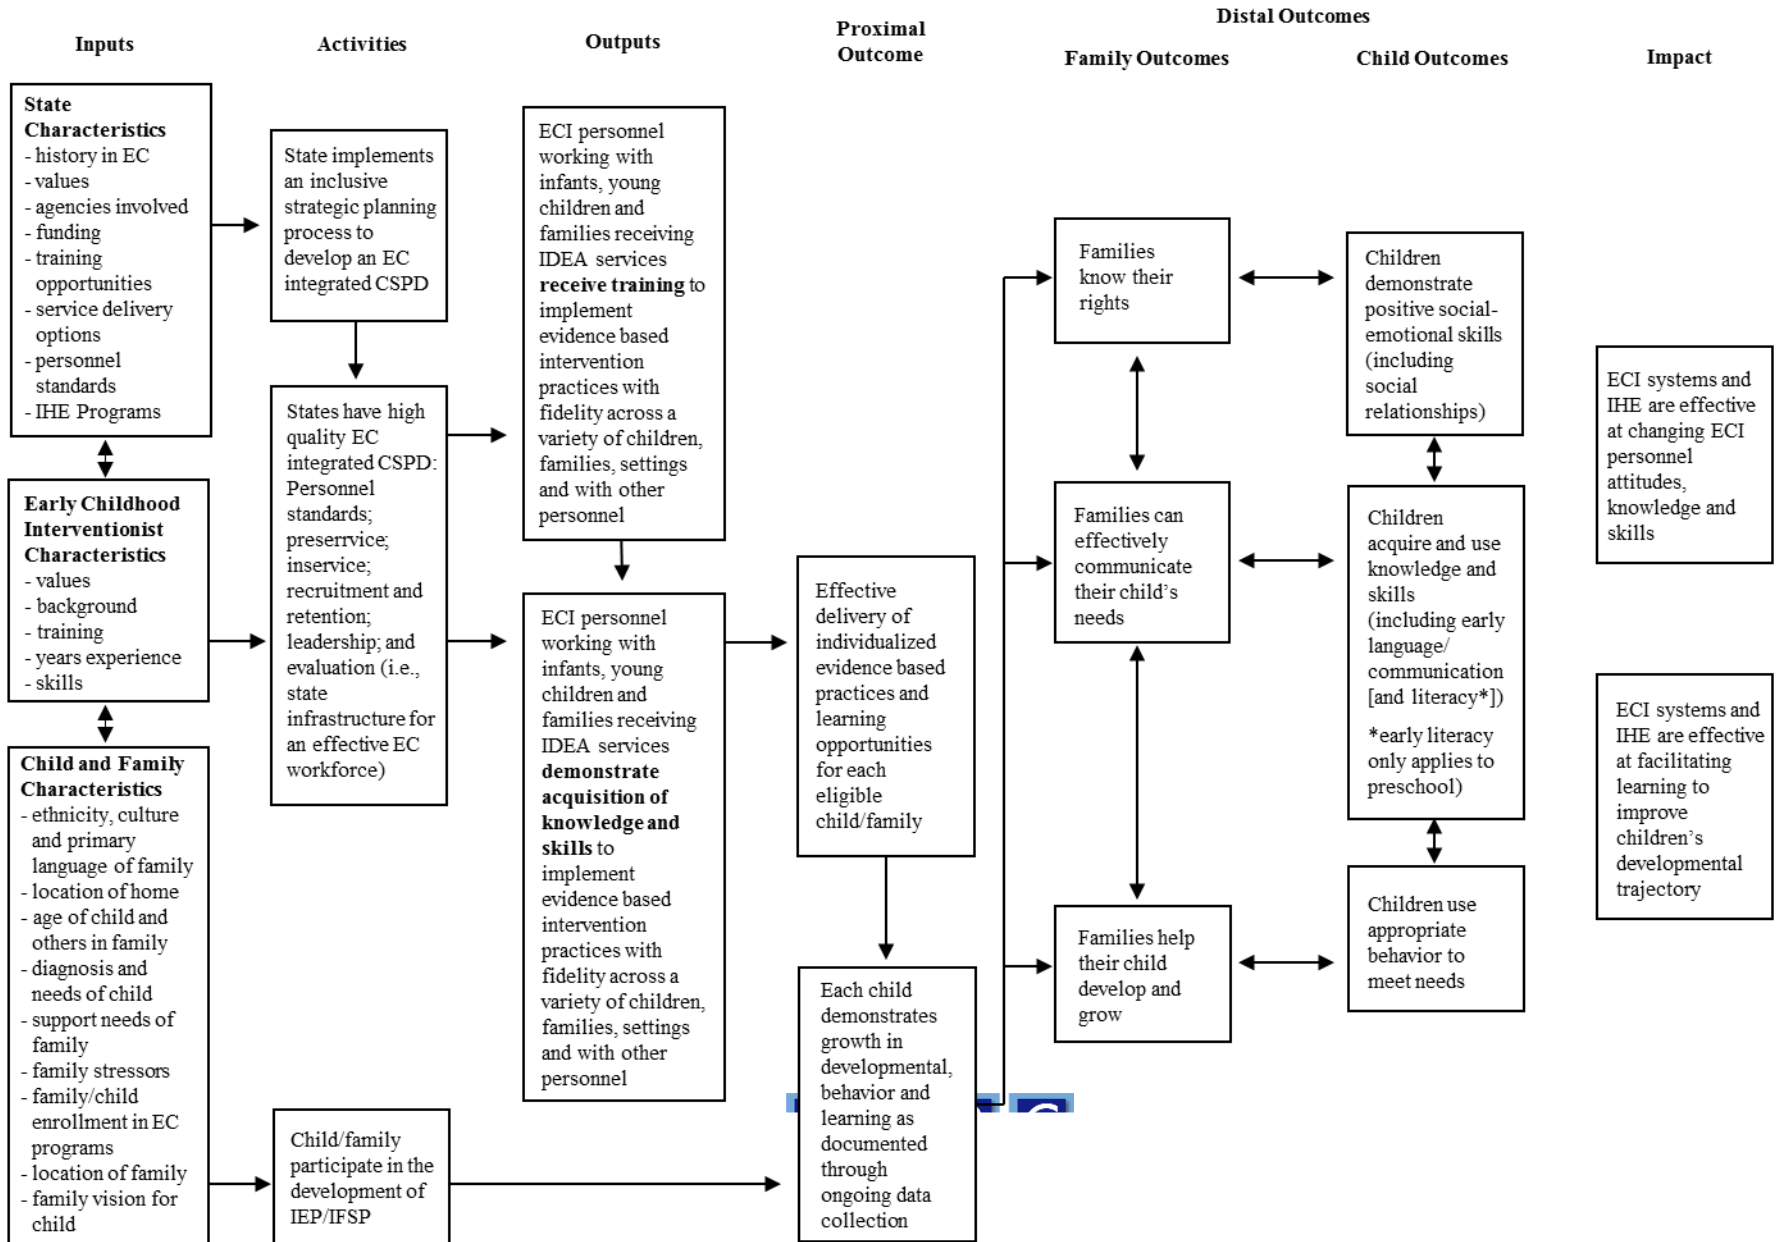 Inputs
Activities
Outputs
Proximal
Outcome
Distal Outcomes
Family Outcomes
Child Outcomes
Impact
State
Characteristics
- history in EC
- values
- agencies involved
- funding
- training
opportunities
- service delivery
options
- personnel
standards
- IHE Programs
Early Childhood
Interventionist
Characteristics
- values
- background
- training
- years experience
- skills
Child and Family
Characteristics
- ethnicity, culture
and primary
language of family
- location of home
- age of child and
others in family
- diagnosis and
needs of child
- support needs of
family
- family stressors
- family/child
enrollment in EC
programs
- location of family
- family vision for
child
State implements
an inclusive
strategic planning
process to
develop an EC
integrated CSPD
States have high
quality EC
integrated CSPD:
Personnel
standards;
preserrvice;
inservice;
recruitment and
retention;
leadership; and
evaluation (i.e.,
state
infrastructure for
an effective EC
workforce)
Child/family
participate in the
development of
IEP/IFSP
ECI personnel
working with
infants, young
children and
families receiving
IDEA services
receive training to
implement
evidence based
intervention
practices with
fidelity across a
variety of children,
families, settings
and with other
personnel
ECI personnel
working with
infants, young
children and
families receiving
IDEA services
demonstrate
acquisition of
knowledge and
skills to
implement
evidence based
intervention
practices with
fidelity across a
variety of children,
families, settings
and with other
personnel
Effective
delivery of
individualized
evidence based
practices and
learning
opportunities
for each
eligible
child/family
Each child
demonstrates
growth in
developmental,
behavior and
learning as
documented
through
ongoing data
collection
Families
know their
rights
Families can
effectively
communicate
their child's
needs
Families help
their child
develop and
grow
Children
demonstrate
positive social-
emotional skills
(including
social
relationships)
Children
acquire and use
knowledge and
skills
(including early
language/
communication
[and literacy*])
*early literacy
only applies to
preschool)
Children use
appropriate
behavior to
meet needs
ECI systems and
IHE are effective
at changing ECI
personnel
attitudes,
knowledge and
skills
ECI systems and
IHE are effective
at facilitating
learning to
improve
children's
developmental
trajectory